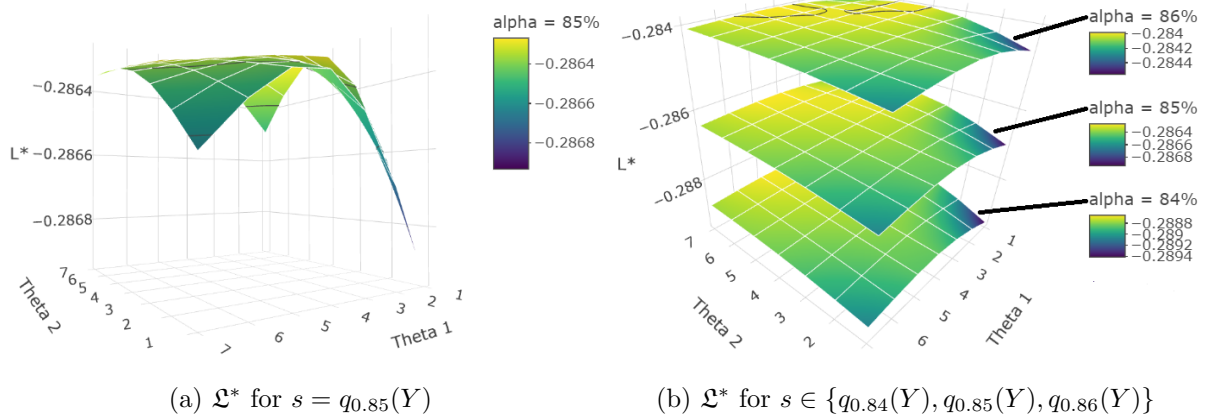 alpha = 85%
−0.2864
−0.2866
−0.2868
−0.2864
L* −0.2866
−0.2868
7 6 5 4 3 2 1
Theta 2
7 6 5 4 3 2 1
Theta 1
(a) 𝔏* for s = q0.85(Y)
alpha = 86%
−0.284
−0.2842
−0.2844
alpha = 85%
−0.2864
−0.2866
−0.2868
alpha = 84%
−0.2888
−0.289
−0.2892
−0.2894
−0.284
−0.286
L*
−0.288
7 6 5 4 3 2
Theta 2
6 5 4 3 2 1
Theta 1
(b) 𝔏* for s ∈ {q0.84(Y), q0.85(Y), q0.86(Y)}